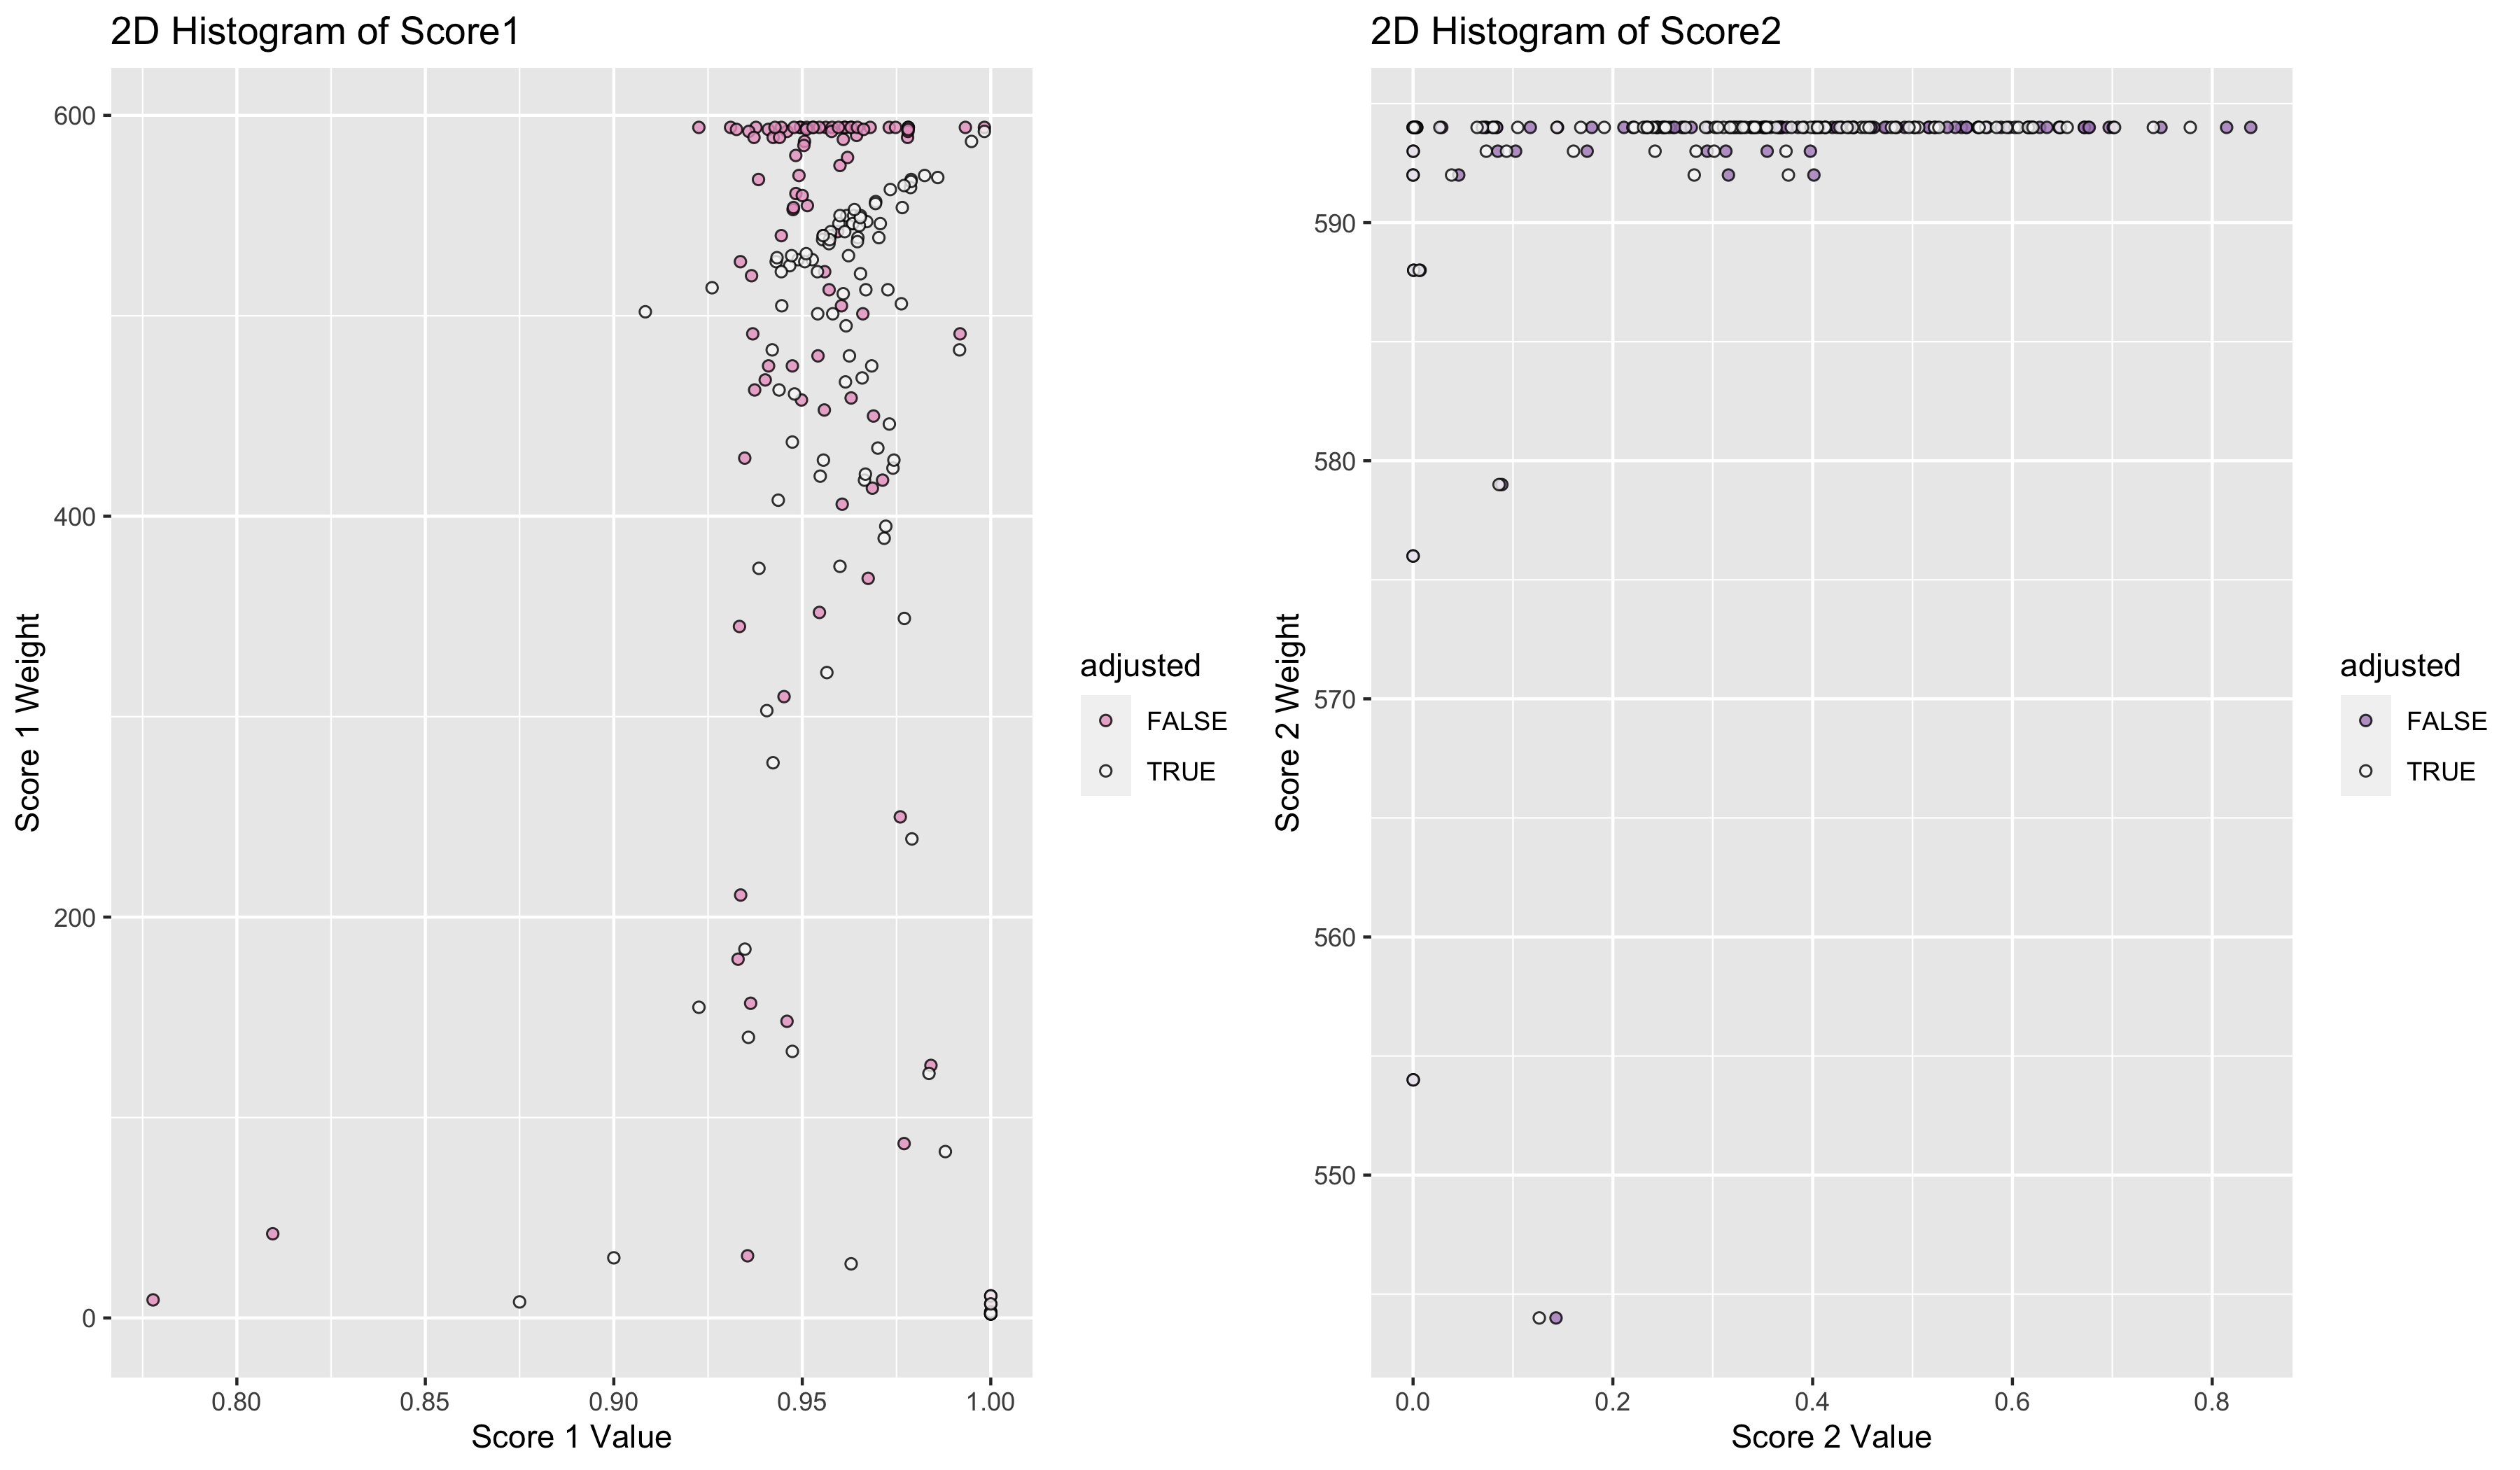 2D Histogram of Score1
600
400
200
0
0.80 0.85 0.90 0.95 1.00
Score 1 Value
Score 1 Weight
adjusted
FALSE
TRUE
2D Histogram of Score2
590
580
570
560
550
0.0 0.2 0.4 0.6 0.8
Score 2 Value
Score 2 Weight
adjusted
FALSE
TRUE